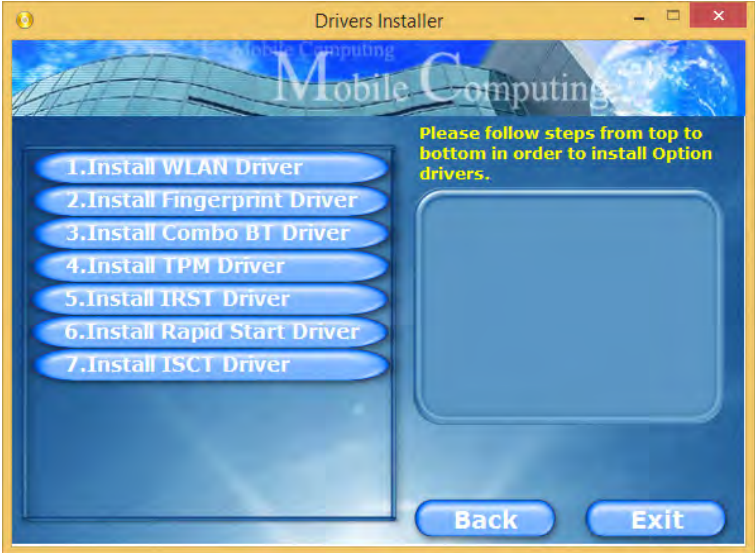 Drivers Installer
Mobile Computing
Mobile Computing
Please follow steps from top to
bottom in order to install Option
drivers.
1.Install WLAN Driver
2.Install Fingerprint Driver
3.Install Combo BT Driver
4.Install TPM Driver
5.Install IRST Driver
6.Install Rapid Start Driver
7.Install ISCT Driver
Back
Exit